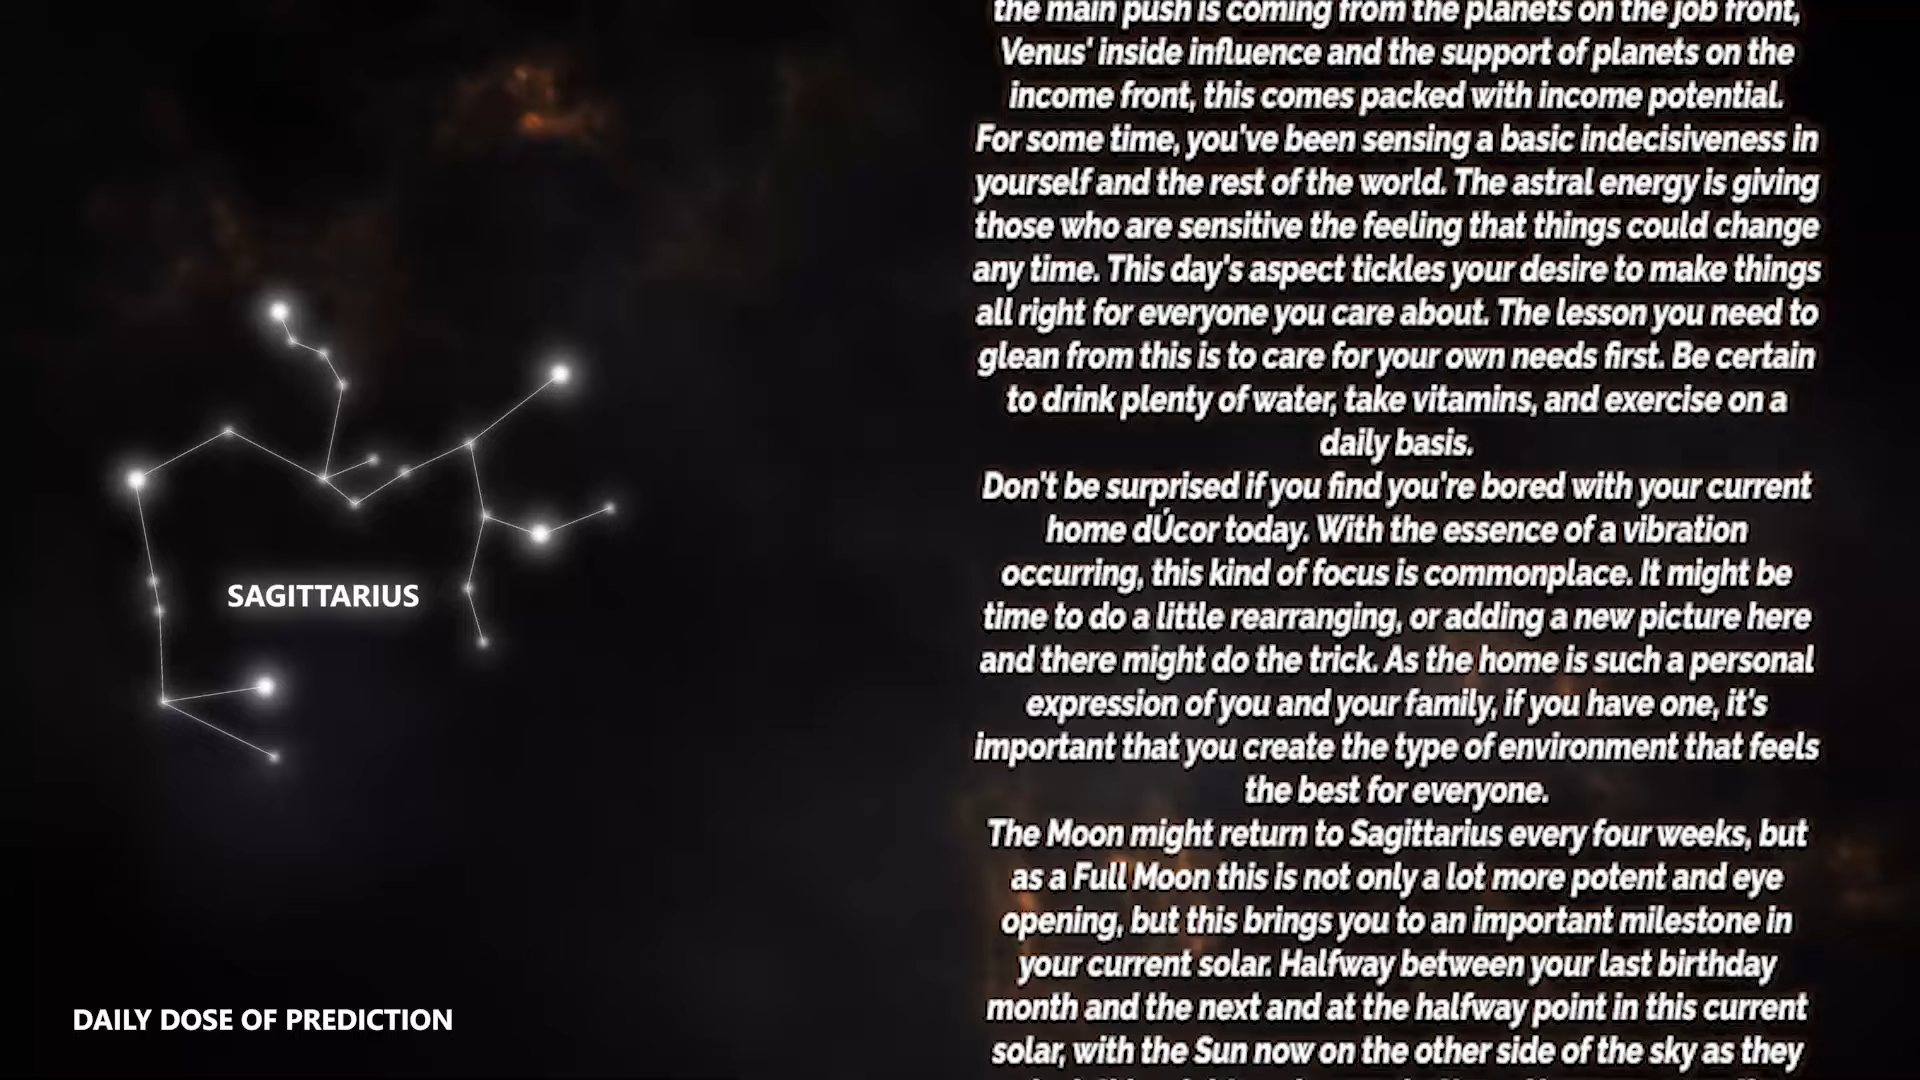 the main push is coming from the planets on the job front,
Venus' inside influence and the support of planets on the
income front, this comes packed with income potential.
For some time, you've been sensing a basic indecisiveness in
yourself and the rest of the world. The astral energy is giving
those who are sensitive the feeling that things could change
any time. This day's aspect tickles your desire to make things
all right for everyone you care about. The lesson you need to
glean from this is to care for your own needs first. Be certain
to drink plenty of water, take vitamins, and exercise on a
daily basis.
Don't be surprised if you find you're bored with your current
home dÚcor today. With the essence of a vibration
occurring, this kind of focus is commonplace. It might be
time to do a little rearranging, or adding a new picture here
and there might do the trick. As the home is such a personal
expression of you and your family, if you have one, it's
important that you create the type of environment that feels
the best for everyone.
The Moon might return to Sagittarius every four weeks, but
as a Full Moon this is not only a lot more potent and eye
opening, but this brings you to an important milestone in
your current solar. Halfway between your last birthday
month and the next and at the halfway point in this current
solar, with the Sun now on the other side of the sky as they
SAGITTARIUS
DAILY DOSE OF PREDICTION